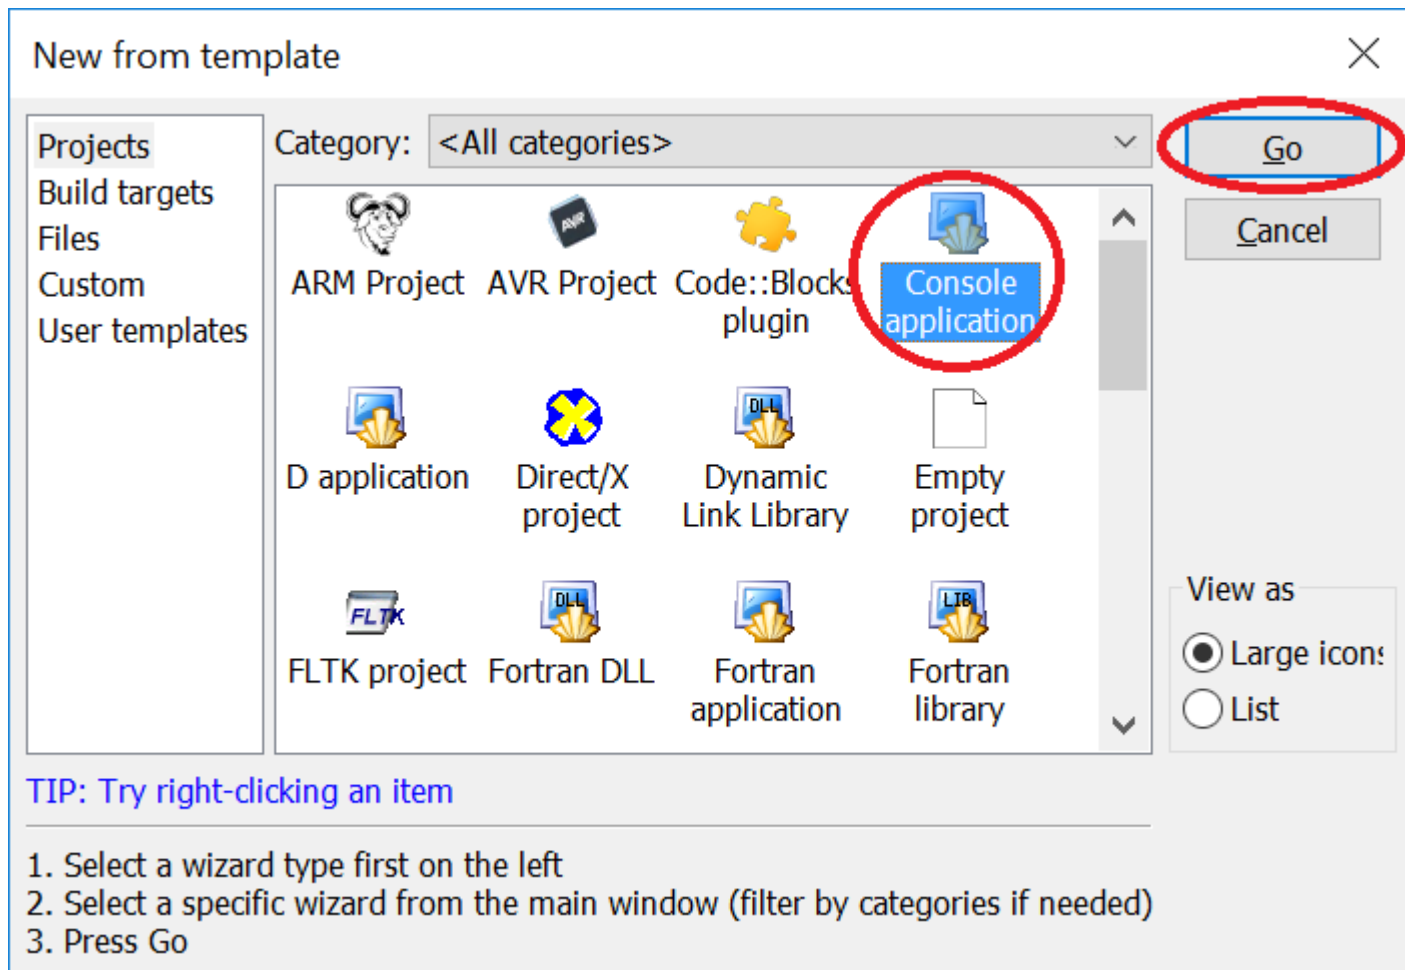 New from template
Projects
Build targets
Files
Custom
User templates
Category:
<All categories>
Go
Cancel
ARM Project
AVR
AVR Project
Code::Blocks
plugin
Console
application
D application
Direct/X
project
DLL
Dynamic
Link Library
Empty
project
FLTK
FLTK project
DLL
Fortran DLL
Fortran
application
LIB
Fortran
library
View as
Large icons
List
TIP: Try right-clicking an item
1. Select a wizard type first on the left
2. Select a specific wizard from the main window (filter by categories if needed)
3. Press Go